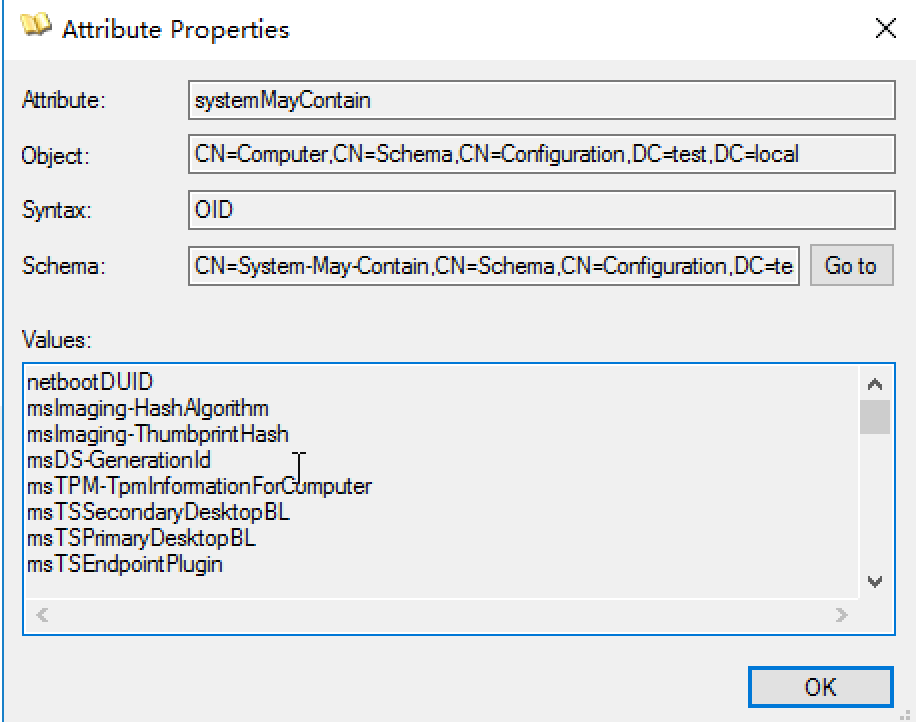 Attribute Properties
Attribute: systemMayContain
Object: CN=Computer,CN=Schema,CN=Configuration,DC=test,DC=local
Syntax: OID
Schema: CN=System-May-Contain,CN=Schema,CN=Configuration,DC=te Go to
Values:
netbootDUID
msImaging-HashAlgorithm
msImaging-ThumbprintHash
msDS-GenerationId
msTPM-TpmInformationForComputer
msTSSecondaryDesktopBL
msTSPrimaryDesktopBL
msTSEndpointPlugin
OK